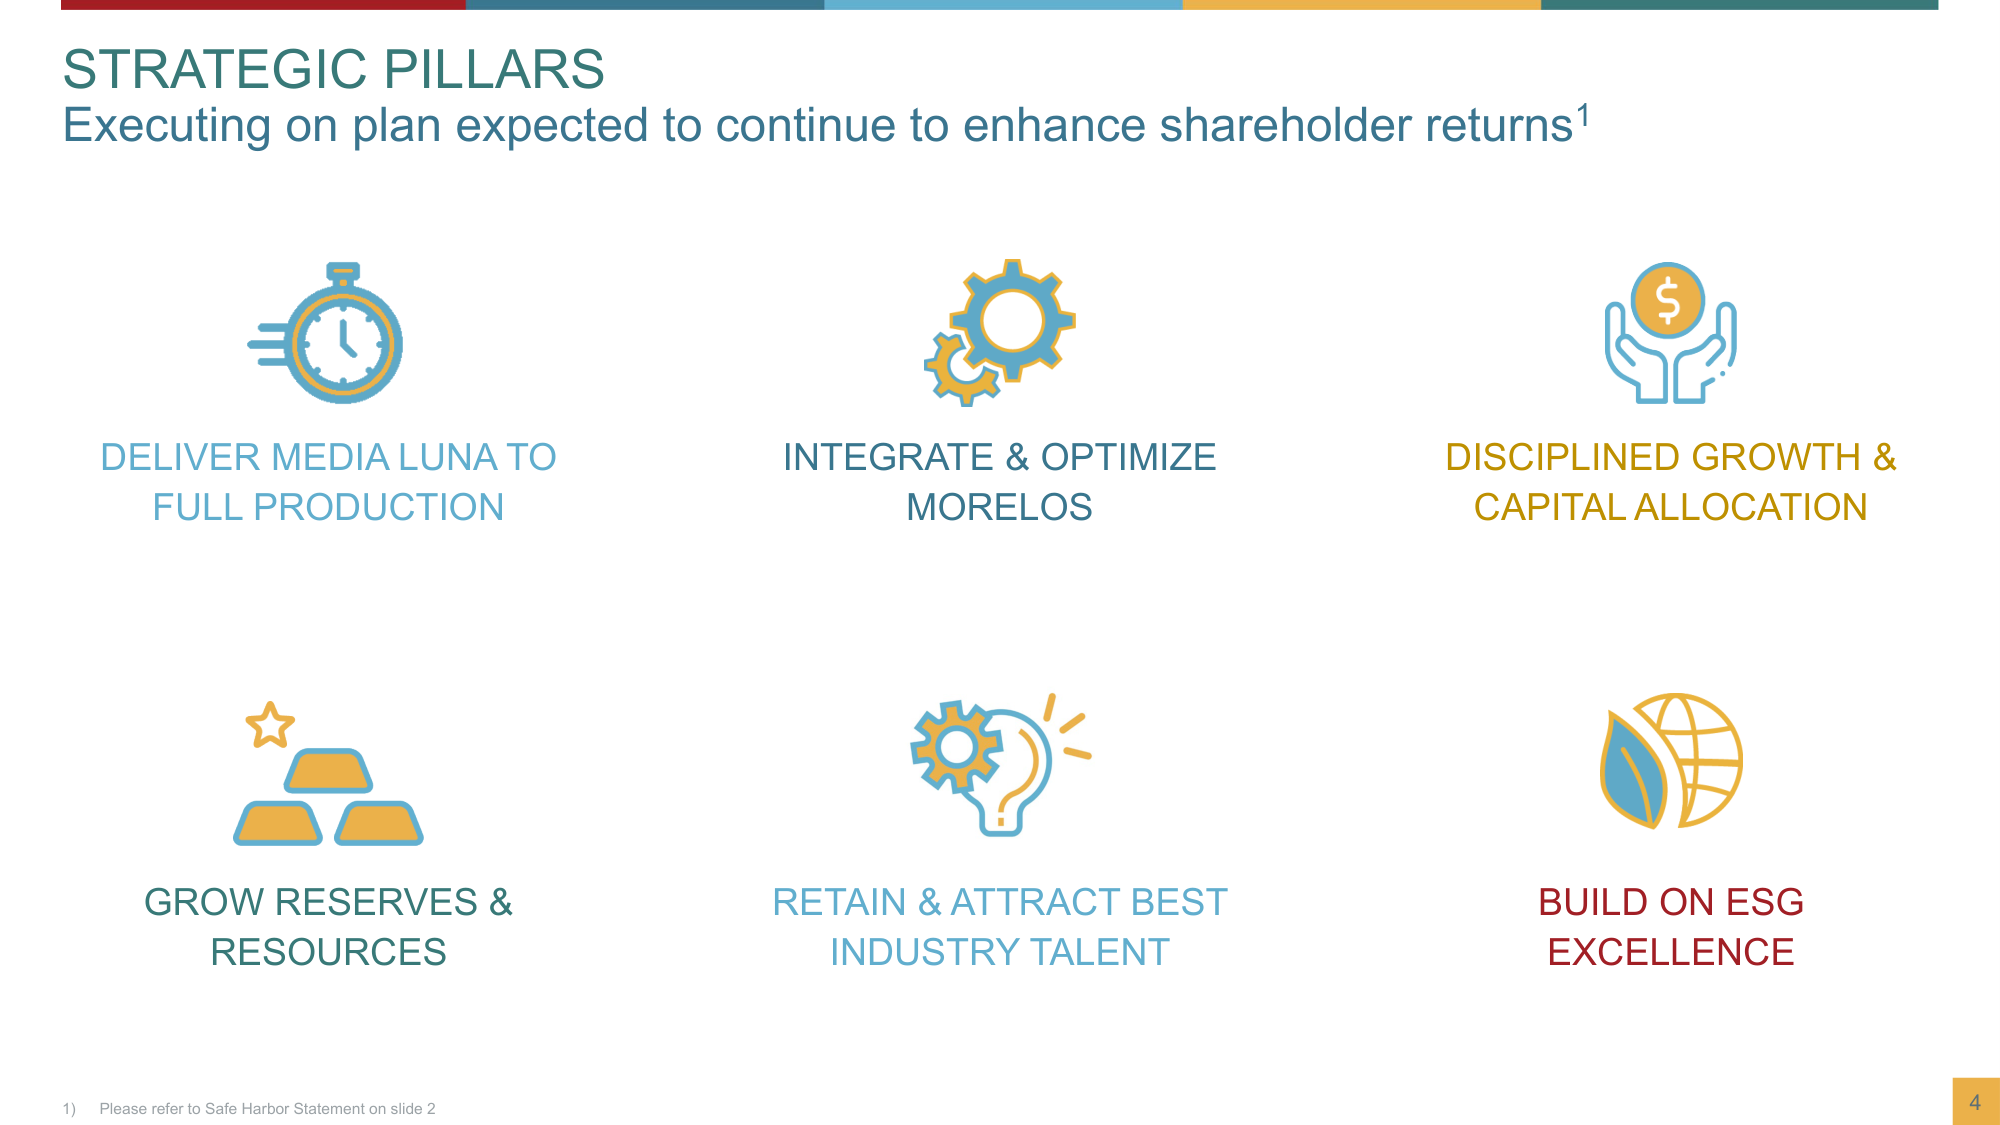 STRATEGIC PILLARS
Executing on plan expected to continue to enhance shareholder returns¹
$
DELIVER MEDIA LUNA TO
FULL PRODUCTION
INTEGRATE & OPTIMIZE
MORELOS
DISCIPLINED GROWTH &
CAPITAL ALLOCATION
GROW RESERVES &
RESOURCES
RETAIN & ATTRACT BEST
INDUSTRY TALENT
BUILD ON ESG
EXCELLENCE
1) Please refer to Safe Harbor Statement on slide 2
4